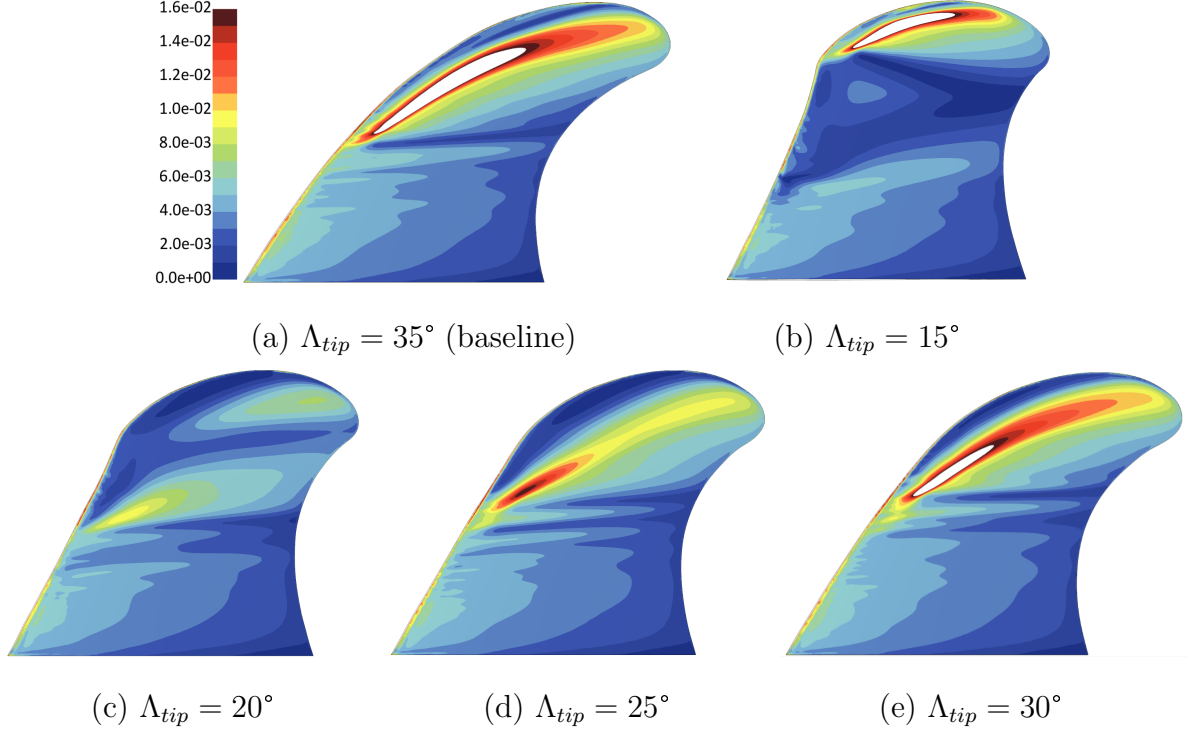 1.6e-02
1.4e-02
1.2e-02
1.0e-02
8.0e-03
6.0e-03
4.0e-03
2.0e-03
0.0e+00
(a) Λtip = 35° (baseline)
(b) Λtip = 15°
(c) Λtip = 20°
(d) Λtip = 25°
(e) Λtip = 30°